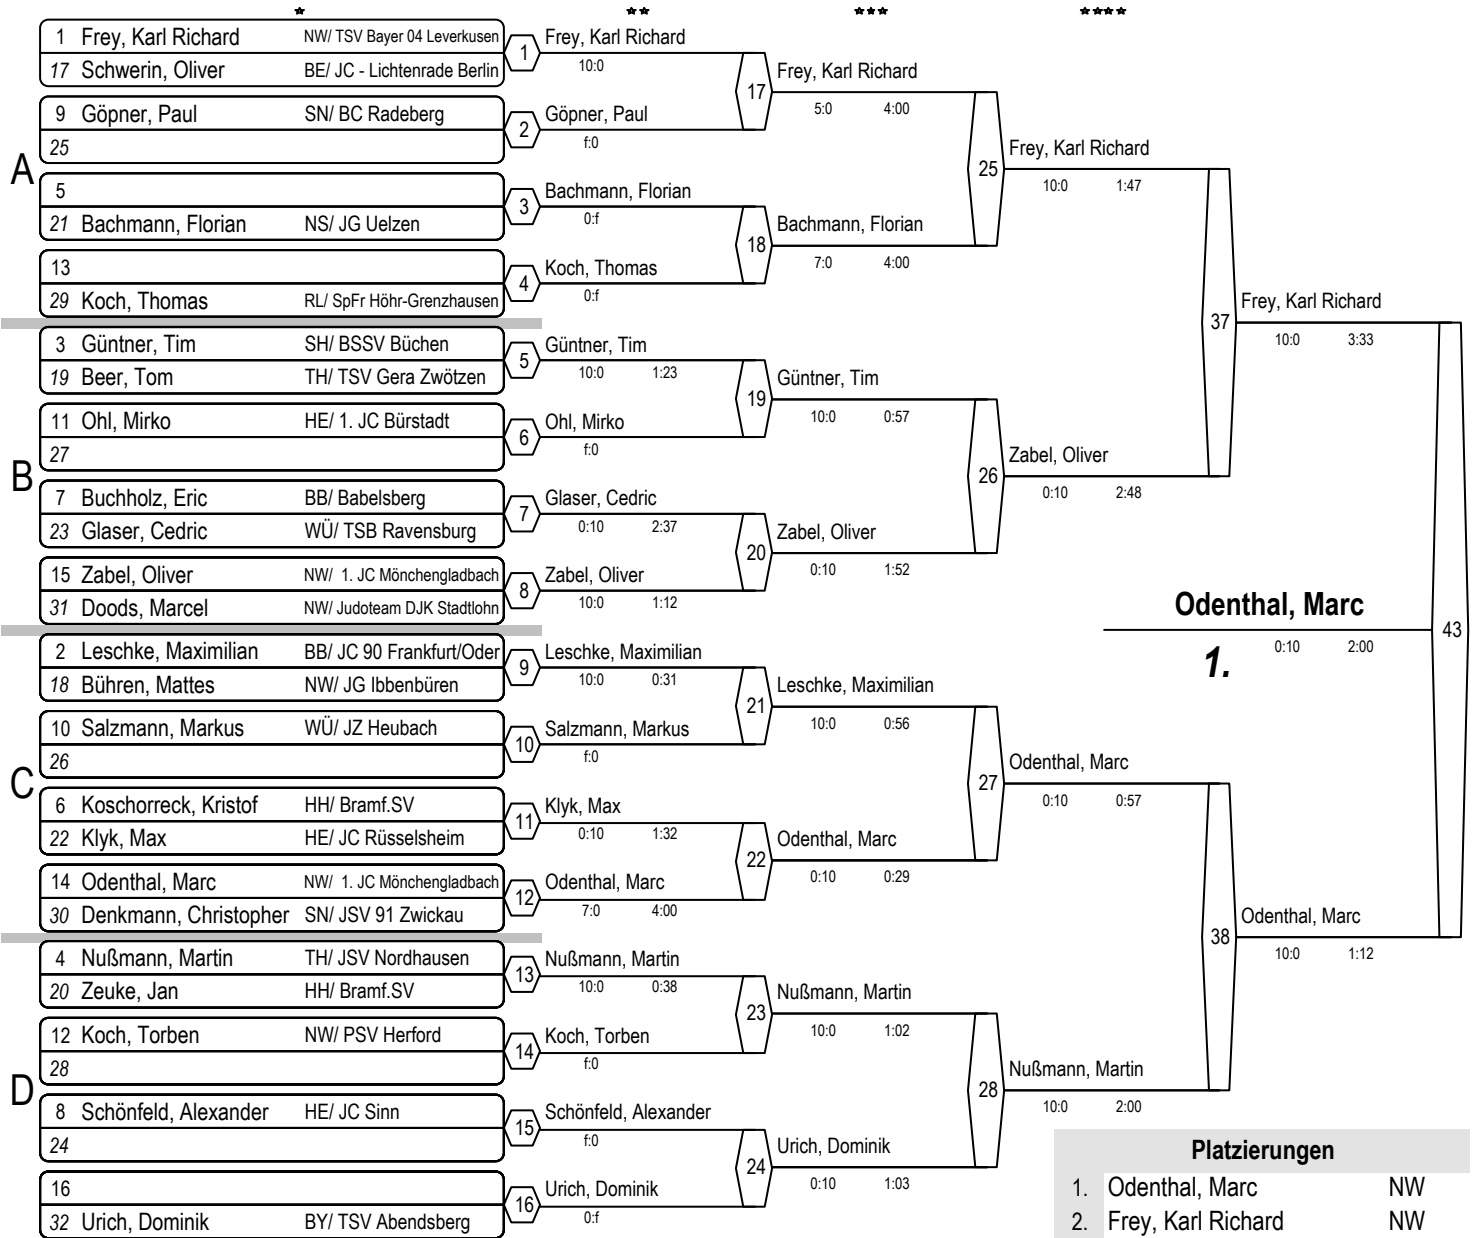 * ** *** ****
A
1 Frey, Karl Richard NW/ TSV Bayer 04 Leverkusen
17 Schwerin, Oliver BE/ JC - Lichtenrade Berlin
9 Göpner, Paul SN/ BC Radeberg
25
5
21 Bachmann, Florian NS/ JG Uelzen
13
29 Koch, Thomas RL/ SpFr Höhr-Grenzhausen
B
3 Güntner, Tim SH/ BSSV Büchen
19 Beer, Tom TH/ TSV Gera Zwötzen
11 Ohl, Mirko HE/ 1. JC Bürstadt
27
7 Buchholz, Eric BB/ Babelsberg
23 Glaser, Cedric WÜ/ TSB Ravensburg
15 Zabel, Oliver NW/ 1. JC Mönchengladbach
31 Doods, Marcel NW/ Judoteam DJK Stadtlohn
C
2 Leschke, Maximilian BB/ JC 90 Frankfurt/Oder
18 Bühren, Mattes NW/ JG Ibbenbüren
10 Salzmann, Markus WÜ/ JZ Heubach
26
6 Koschorreck, Kristof HH/ Bramf.SV
22 Klyk, Max HE/ JC Rüsselsheim
14 Odenthal, Marc NW/ 1. JC Mönchengladbach
30 Denkmann, Christopher SN/ JSV 91 Zwickau
D
4 Nußmann, Martin TH/ JSV Nordhausen
20 Zeuke, Jan HH/ Bramf.SV
12 Koch, Torben NW/ PSV Herford
28
8 Schönfeld, Alexander HE/ JC Sinn
24
16
32 Urich, Dominik BY/ TSV Abendsberg
1 Frey, Karl Richard
10:0
2 Göpner, Paul
f:0
3 Bachmann, Florian
0:f
4 Koch, Thomas
0:f
5 Güntner, Tim
10:0 1:23
6 Ohl, Mirko
f:0
7 Glaser, Cedric
0:10 2:37
8 Zabel, Oliver
10:0 1:12
9 Leschke, Maximilian
10:0 0:31
10 Salzmann, Markus
f:0
11 Klyk, Max
0:10 1:32
12 Odenthal, Marc
7:0 4:00
13 Nußmann, Martin
10:0 0:38
14 Koch, Torben
f:0
15 Schönfeld, Alexander
f:0
16 Urich, Dominik
0:f
17 Frey, Karl Richard
5:0 4:00
18 Bachmann, Florian
7:0 4:00
19 Güntner, Tim
10:0 0:57
20 Zabel, Oliver
0:10 1:52
21 Leschke, Maximilian
10:0 0:56
22 Odenthal, Marc
0:10 0:29
23 Nußmann, Martin
10:0 1:02
24 Urich, Dominik
0:10 1:03
25 Frey, Karl Richard
10:0 1:47
26 Zabel, Oliver
0:10 2:48
27 Odenthal, Marc
0:10 0:57
28 Nußmann, Martin
10:0 2:00
37 Frey, Karl Richard
10:0 3:33
38 Odenthal, Marc
10:0 1:12
Odenthal, Marc 43
1. 0:10 2:00
Platzierungen
1. Odenthal, Marc NW
2. Frey, Karl Richard NW